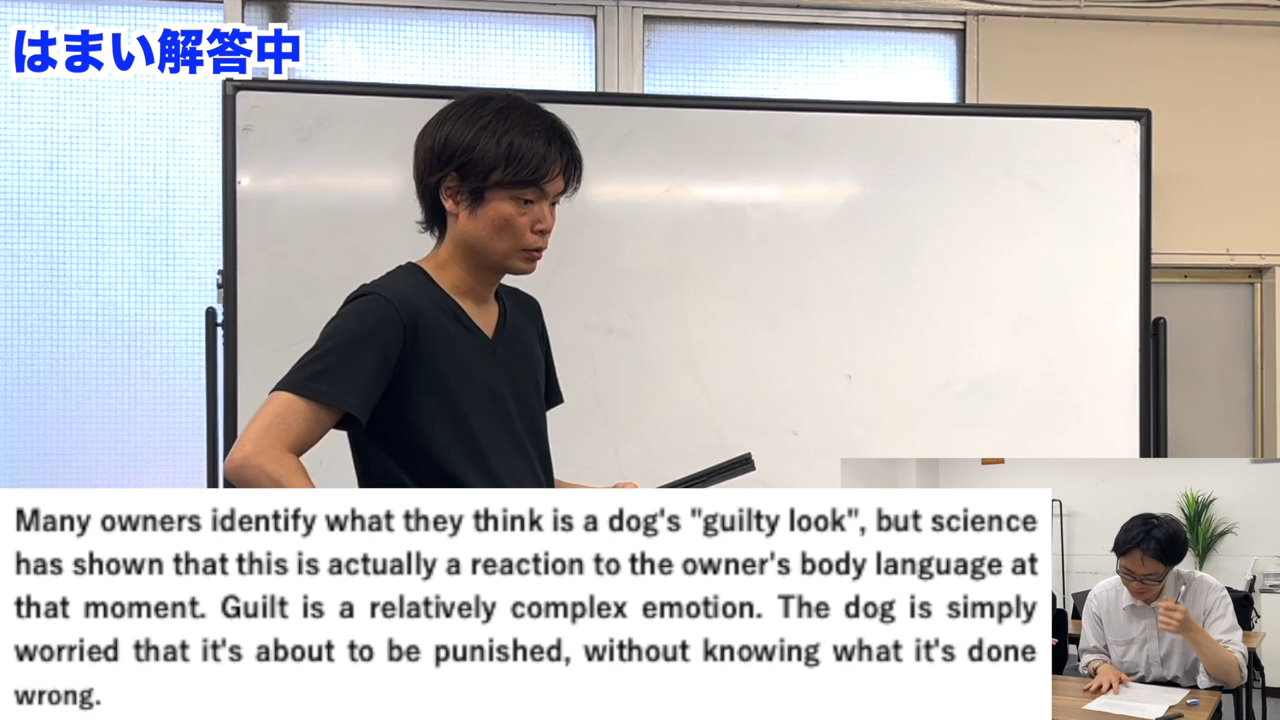 はまい解答中
Many owners identify what they think is a dog's "guilty look", but science
has shown that this is actually a reaction to the owner's body language at
that moment. Guilt is a relatively complex emotion. The dog is simply
worried that it's about to be punished, without knowing what it's done
wrong.